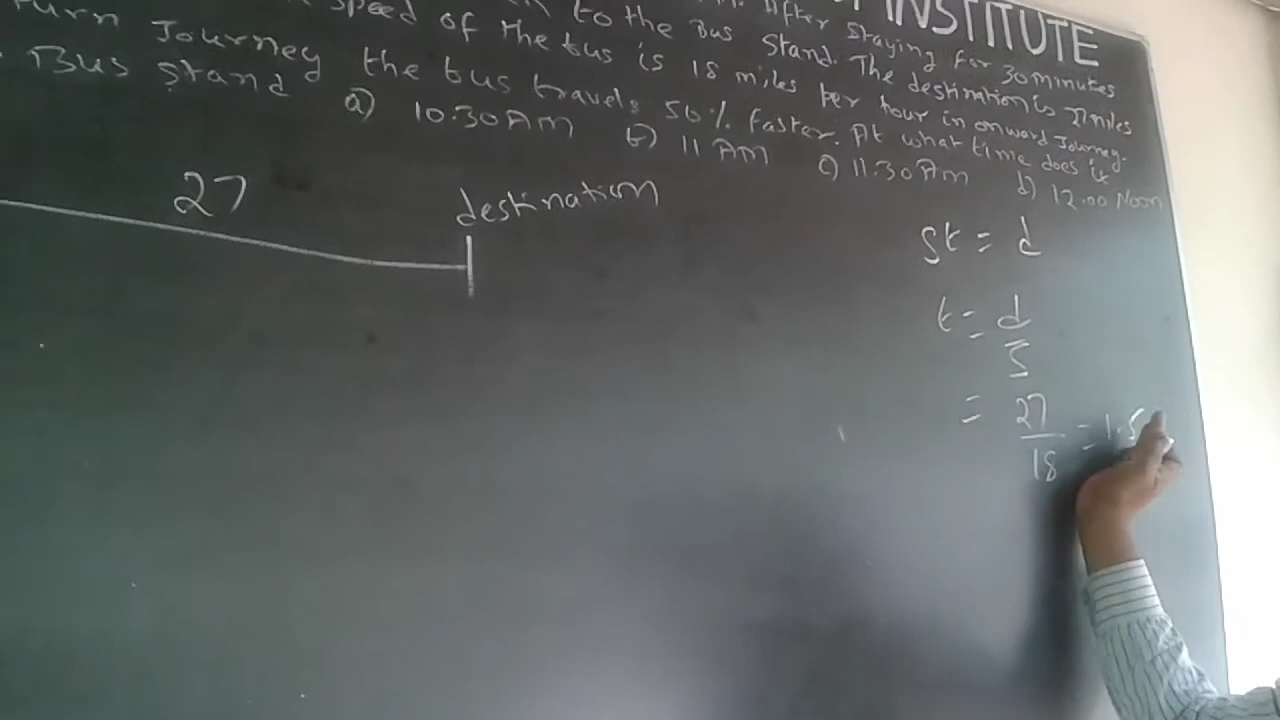 INSTITUTE
to the Bus Stand. After staying for 30 minutes
speed of the bus is 18 miles per hour in onward Journey.
The destination is 27 miles
turn Journey the bus travels 50% faster. At what time does it
Bus stand
a) 10.30 AM b) 11 AM c) 11.30 Am d) 12.00 Noon
27
destination
st = d
t = d/s
= 27/18 = 1.5